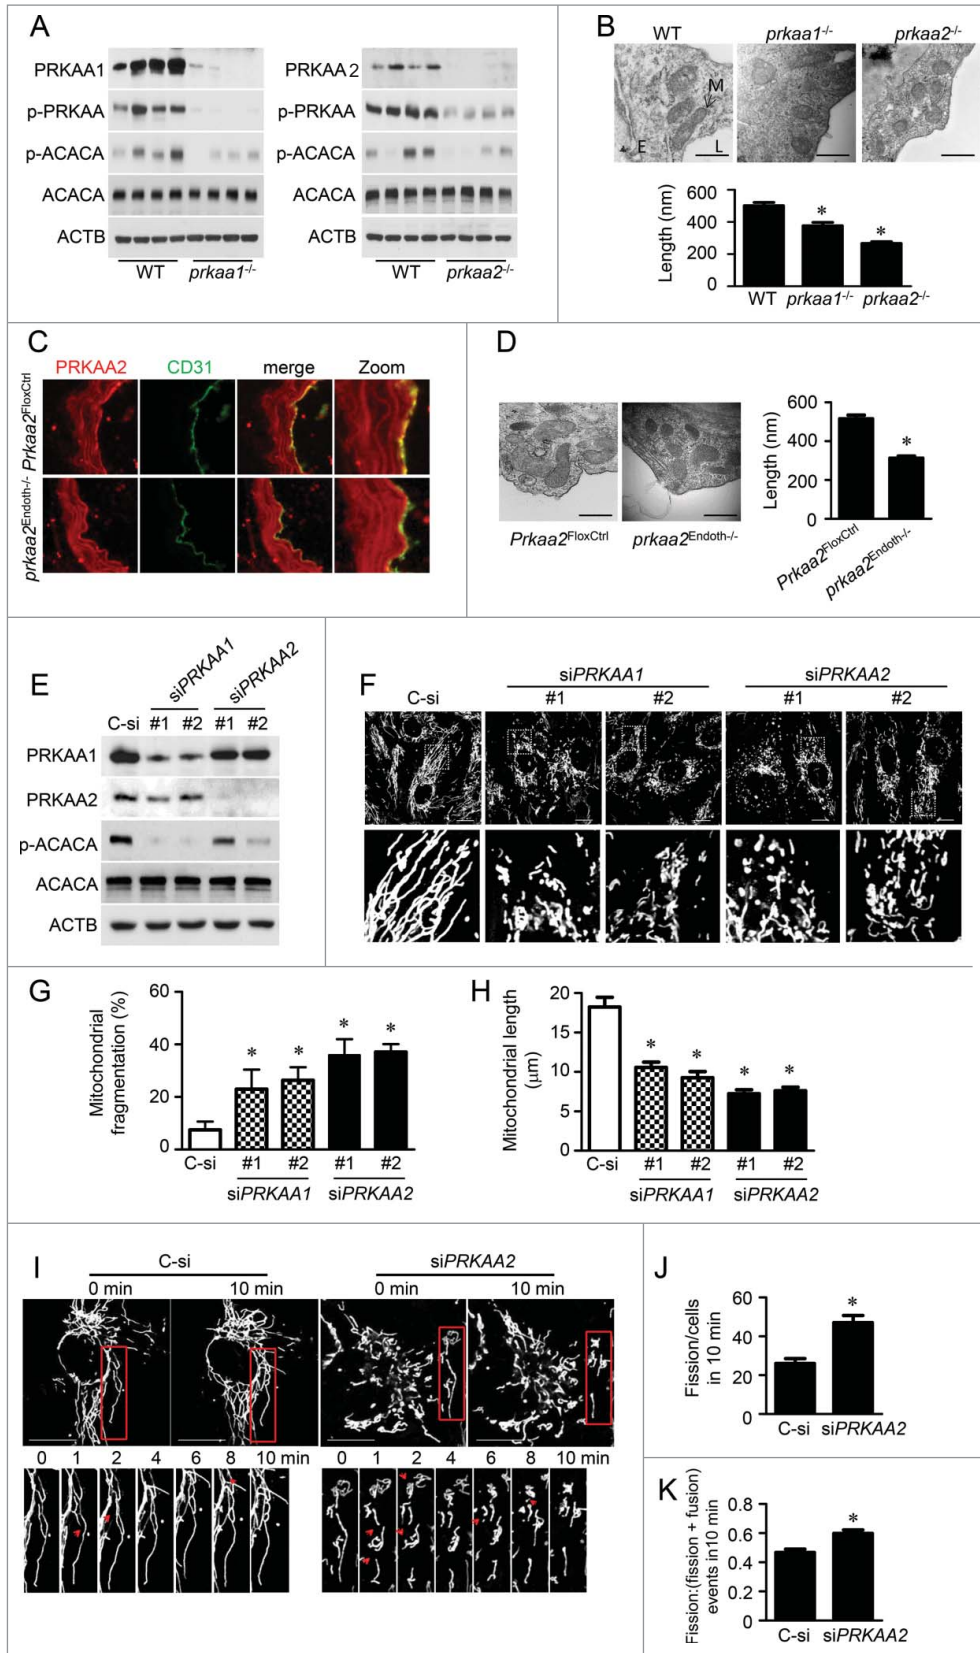 A
PRKAA1
p-PRKAA
p-ACACA
ACACA
ACTB
WT prkaa1-/-
PRKAA2
p-PRKAA
p-ACACA
ACACA
ACTB
WT prkaa2-/-
B
WT prkaa1-/- prkaa2-/-
M
E L
Length (nm)
600
400
200
0
WT prkaa1-/- prkaa2-/-
* *
C
PRKAA2 CD31 merge Zoom
Prkaa2FloxCtrl
prkaa2Endoth-/-
D
Prkaa2FloxCtrl prkaa2Endoth-/-
Length (nm)
600
400
200
0
*
Prkaa2FloxCtrl
prkaa2Endoth-/-
E
siPRKAA1 siPRKAA2
C-si #1 #2 #1 #2
PRKAA1
PRKAA2
p-ACACA
ACACA
ACTB
F
siPRKAA1 siPRKAA2
C-si #1 #2 #1 #2
G
Mitochondrial
fragmentation (%)
60
40
20
0
* * * *
C-si #1 #2 #1 #2
siPRKAA1 siPRKAA2
H
Mitochondrial length
(μm)
20
15
10
5
0
* * * *
C-si #1 #2 #1 #2
siPRKAA1 siPRKAA2
I
C-si siPRKAA2
0 min 10 min 0 min 10 min
0 1 2 4 6 8 10 min
0 1 2 4 6 8 10 min
J
Fission/cells
in 10 min
60
40
20
0
*
C-si siPRKAA2
K
Fission:(fission + fusion)
events in10 min
0.8
0.6
0.4
0.2
0
*
C-si siPRKAA2